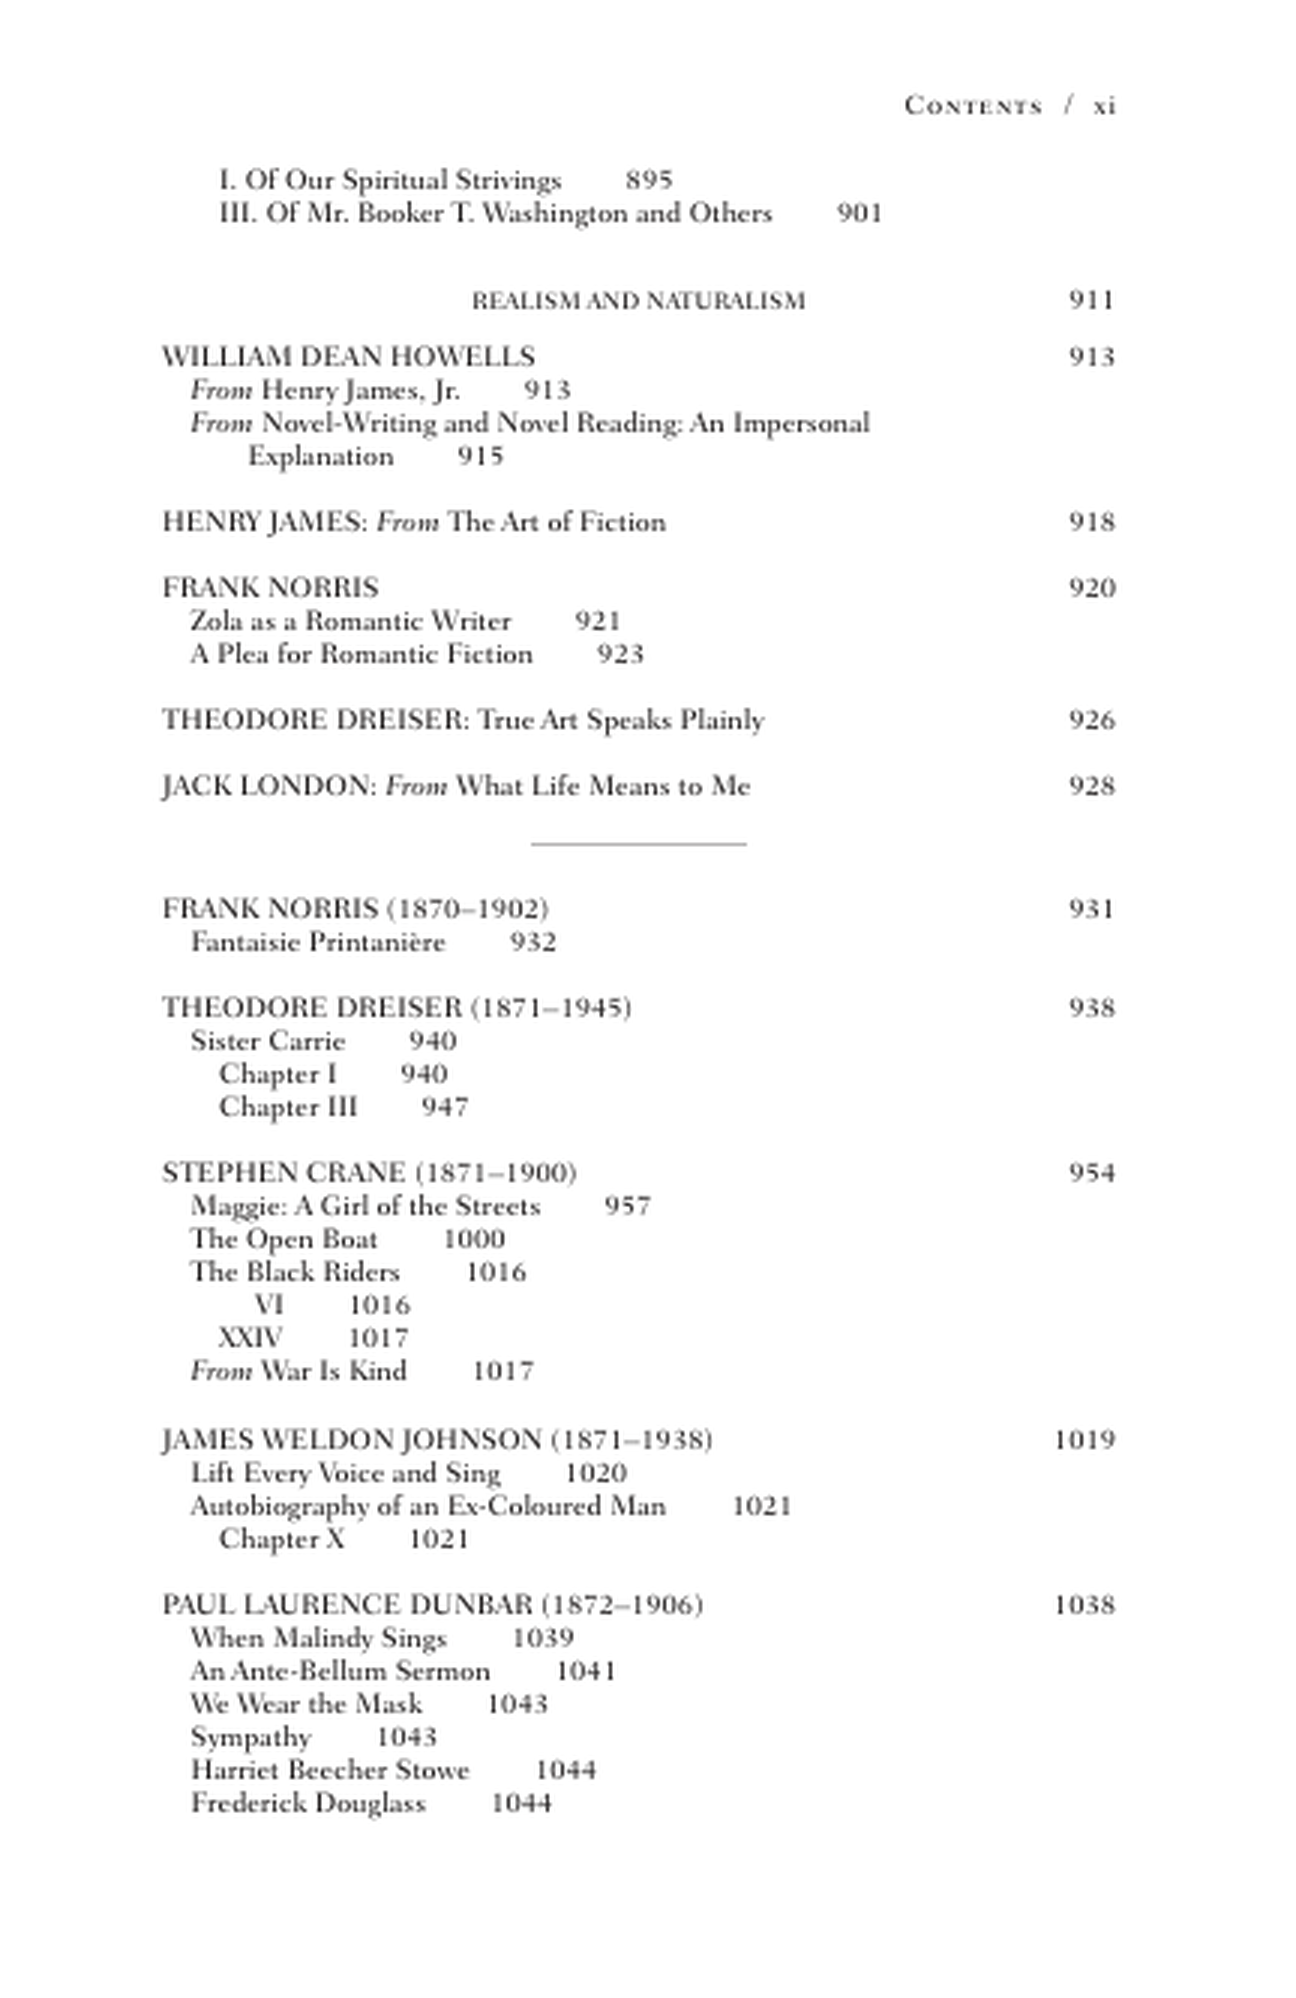 Contents / xi
I. Of Our Spiritual Strivings 895
III. Of Mr. Booker T. Washington and Others 901
REALISM AND NATURALISM 911
WILLIAM DEAN HOWELLS 913
From Henry James, Jr. 913
From Novel-Writing and Novel Reading: An Impersonal
Explanation 915
HENRY JAMES: From The Art of Fiction 918
FRANK NORRIS 920
Zola as a Romantic Writer 921
A Plea for Romantic Fiction 923
THEODORE DREISER: True Art Speaks Plainly 926
JACK LONDON: From What Life Means to Me 928
FRANK NORRIS (1870–1902) 931
Fantaisie Printanière 932
THEODORE DREISER (1871–1945) 938
Sister Carrie 940
Chapter I 940
Chapter III 947
STEPHEN CRANE (1871–1900) 954
Maggie: A Girl of the Streets 957
The Open Boat 1000
The Black Riders 1016
VI 1016
XXIV 1017
From War Is Kind 1017
JAMES WELDON JOHNSON (1871–1938) 1019
Lift Every Voice and Sing 1020
Autobiography of an Ex-Coloured Man 1021
Chapter X 1021
PAUL LAURENCE DUNBAR (1872–1906) 1038
When Malindy Sings 1039
An Ante-Bellum Sermon 1041
We Wear the Mask 1043
Sympathy 1043
Harriet Beecher Stowe 1044
Frederick Douglass 1044